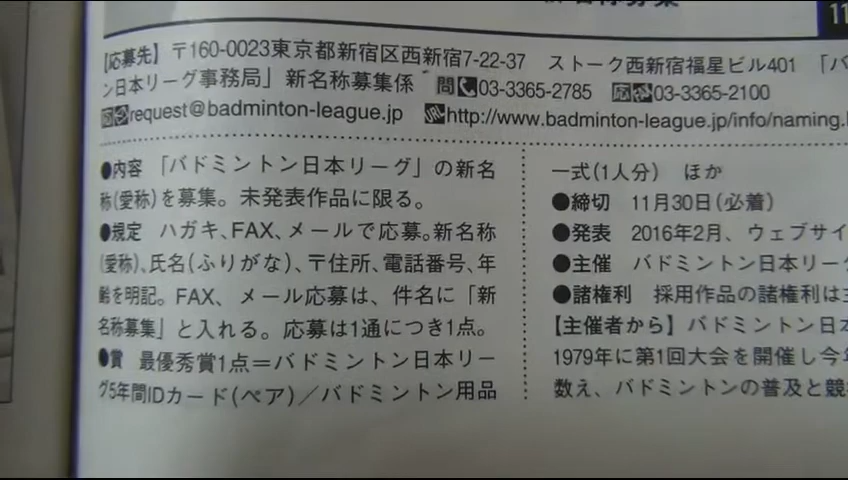 【応募先】〒160-0023東京都新宿区西新宿7-22-37　ストーク西新宿福星ビル401　「バ
ン日本リーグ事務局」新名称募集係　問 03-3365-2785　03-3365-2100
request@badminton-league.jp　http://www.badminton-league.jp/info/naming.
●内容　「バドミントン日本リーグ」の新名
称(愛称)を募集。未発表作品に限る。
●規定　ハガキ、FAX、メールで応募。新名称
(愛称)、氏名(ふりがな)、〒住所、電話番号、年
齢を明記。FAX、メール応募は、件名に「新
名称募集」と入れる。応募は1通につき1点。
●賞　最優秀賞1点＝バドミントン日本リー
グ5年間IDカード(ペア)／バドミントン用品
一式(1人分)　ほか
●締切　11月30日(必着)
●発表　2016年2月、ウェブサイ
●主催　バドミントン日本リー
●諸権利　採用作品の諸権利は
【主催者から】バドミントン日本
1979年に第1回大会を開催し今
数え、バドミントンの普及と競